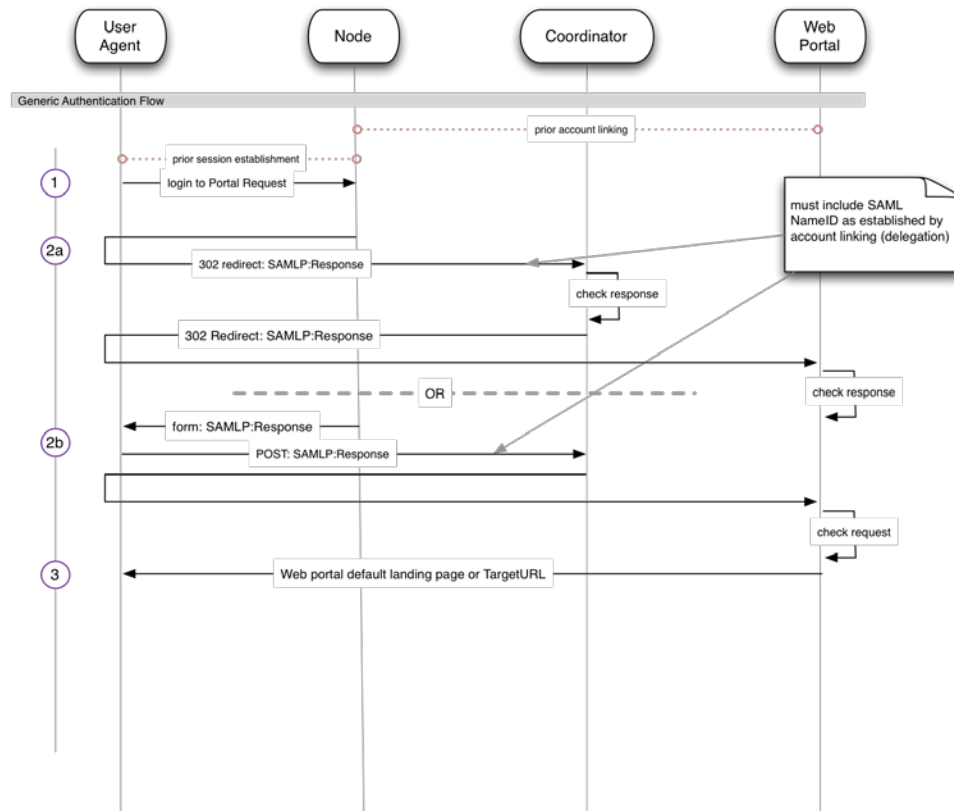 User
Agent
Node
Coordinator
Web
Portal
Generic Authentication Flow
prior account linking
prior session establishment
1
login to Portal Request
must include SAML
NameID as established by
account linking (delegation)
2a
302 redirect: SAMLP:Response
check response
302 Redirect: SAMLP:Response
check response
OR
form: SAMLP:Response
2b
POST: SAMLP:Response
check request
3
Web portal default landing page or TargetURL